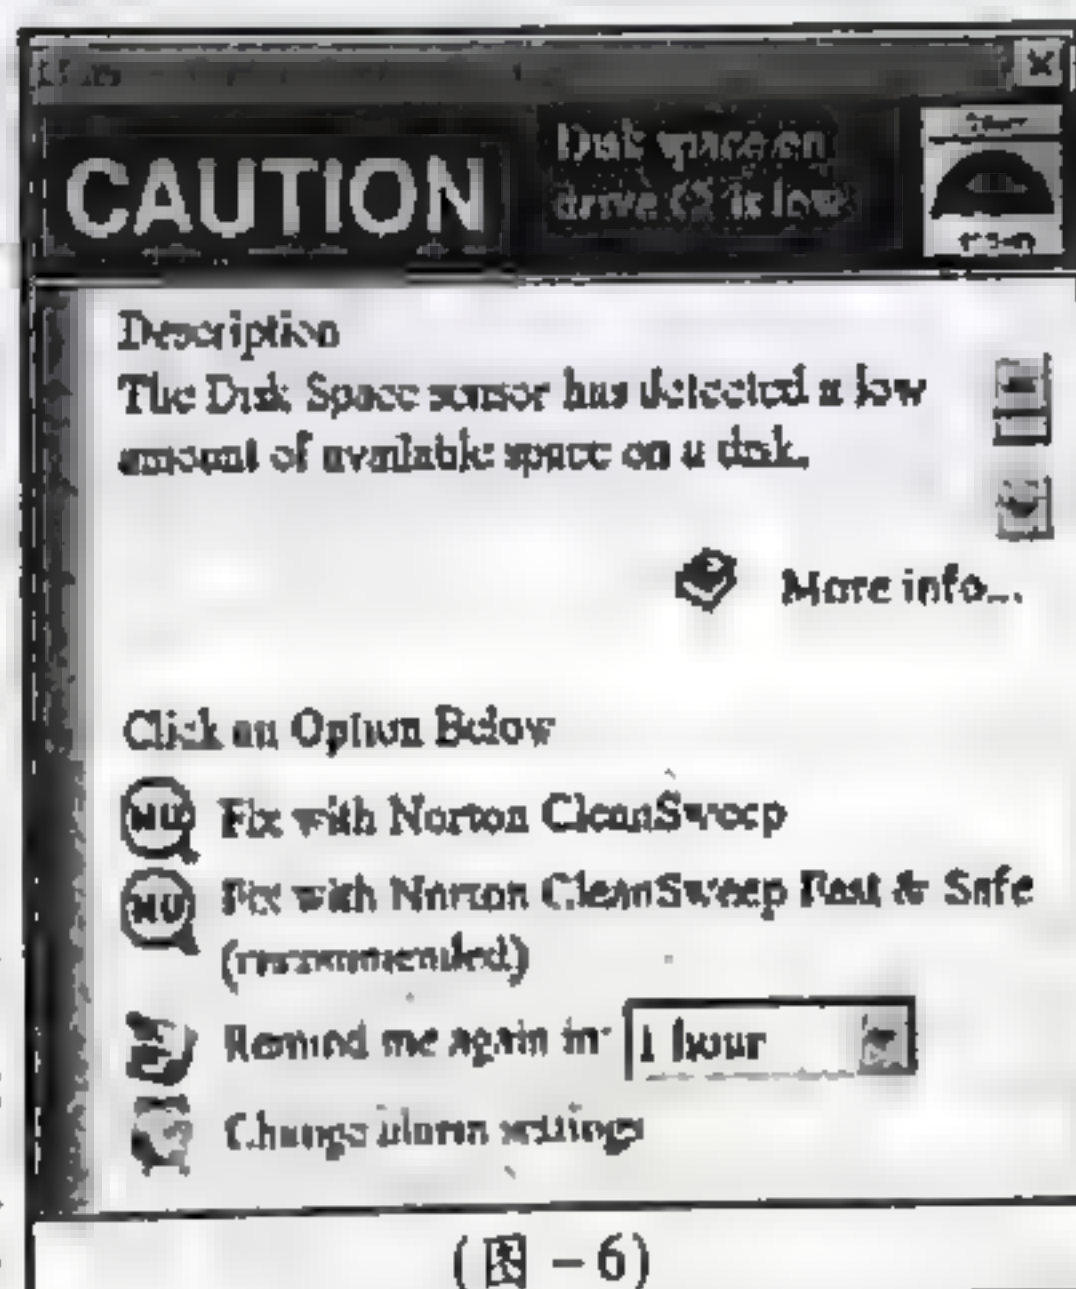 CAUTION
Disk space on
drive C: is low
Description
The Disk Space sensor has detected a low
amount of available space on a disk.
More info...
Click an Option Below
NU Fix with Norton CleanSweep
NU Fix with Norton CleanSweep Fast & Safe
(recommended)
Remind me again in: 1 hour
Change alarm settings
(图 - 6)